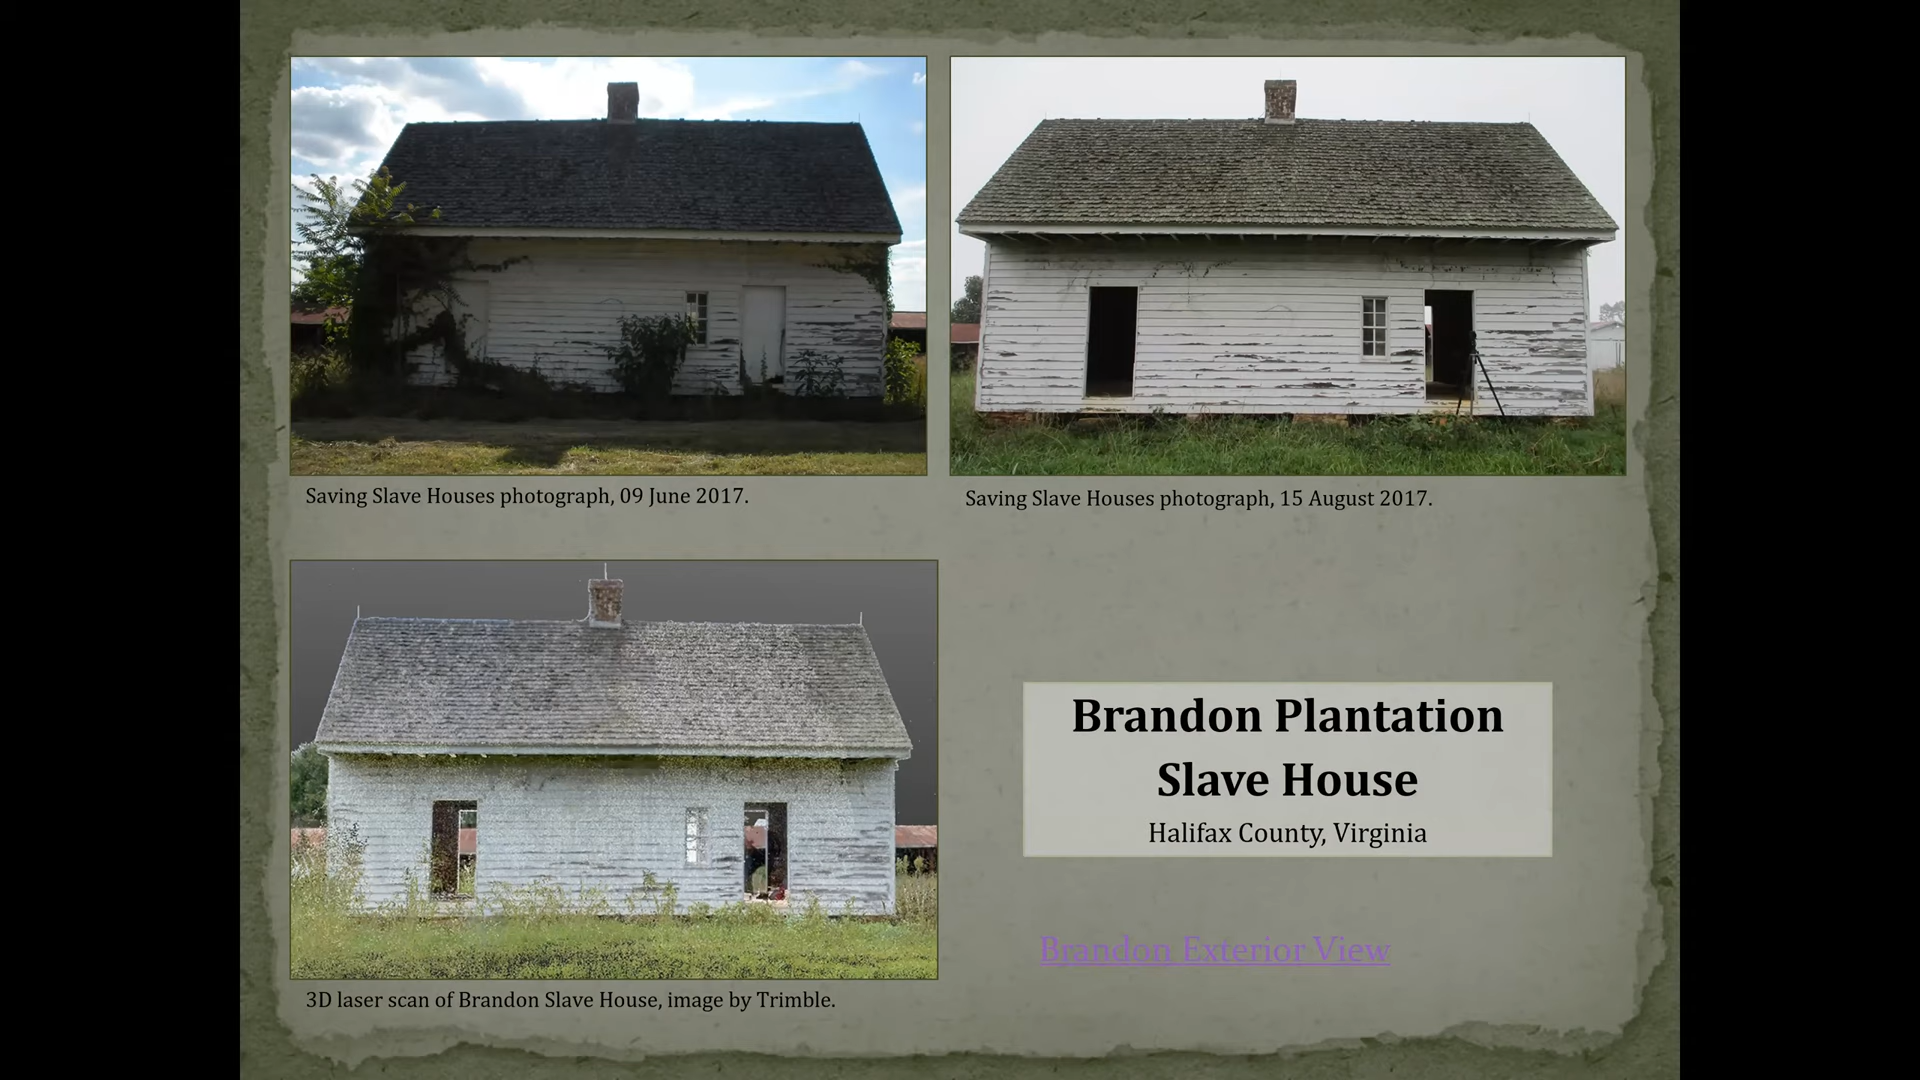 Saving Slave Houses photograph, 09 June 2017.
Saving Slave Houses photograph, 15 August 2017.
3D laser scan of Brandon Slave House, image by Trimble.
Brandon Plantation
Slave House
Halifax County, Virginia
Brandon Exterior View